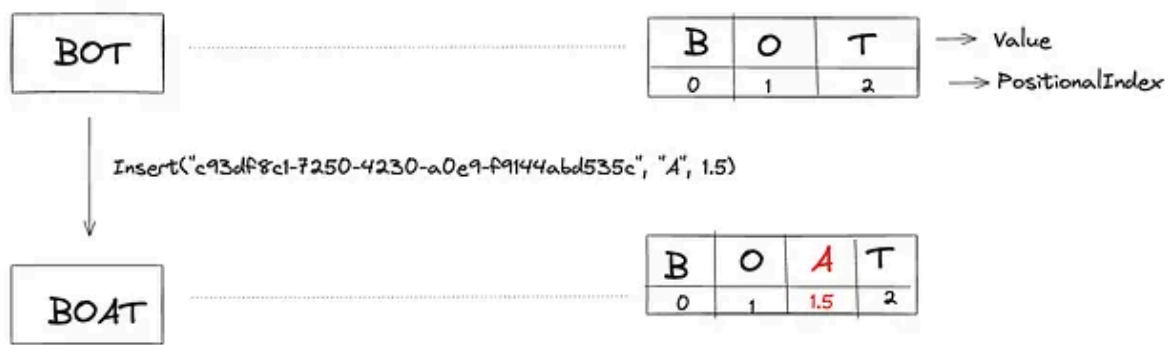 BOT
B O T → Value
0 1 2 → PositionalIndex
Insert("c93df8c1-7250-4230-a0e9-f9144abd535c", "A", 1.5)
BOAT
B O A T
0 1 1.5 2